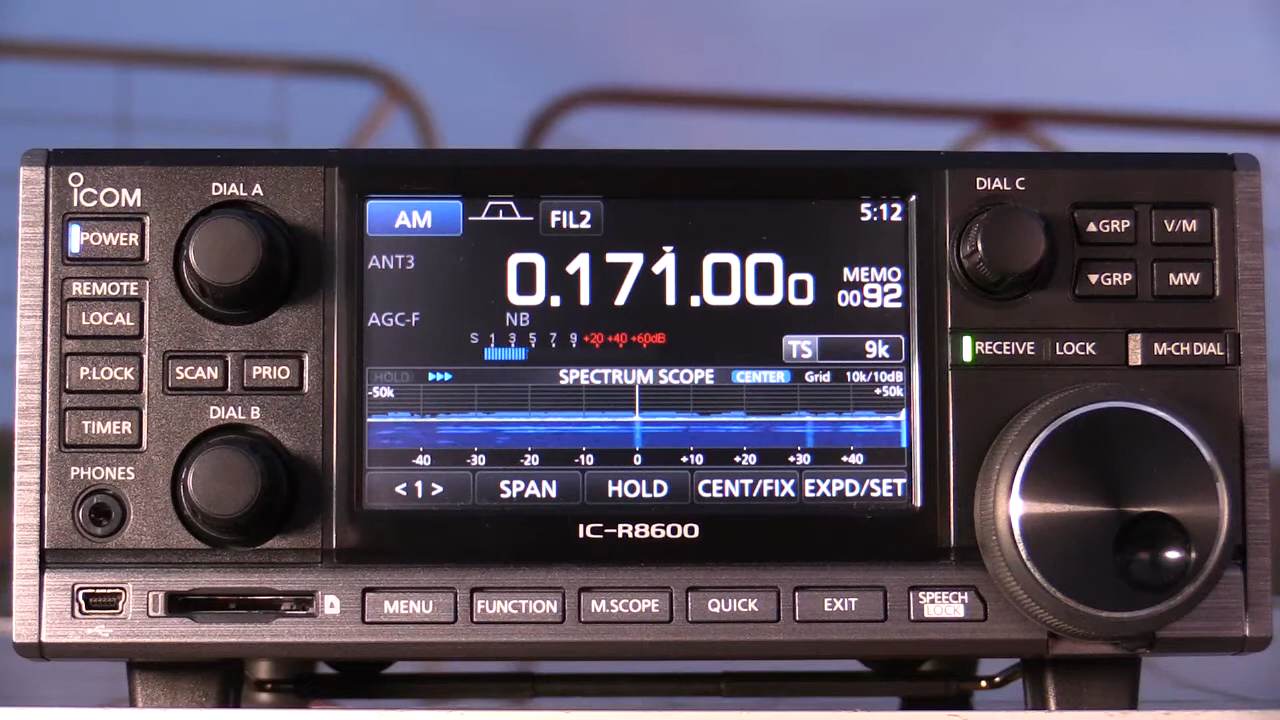 ICOM
POWER
REMOTE
LOCAL
P.LOCK
TIMER
PHONES
DIAL A
SCAN PRIO
DIAL B
AM FIL2 5:12
ANT3
0.171.000
MEMO
0092
AGC-F NB
S 1 3 5 7 9 +20 +40 +60dB
TS 9k
HOLD SPECTRUM SCOPE CENTER Grid 10k/10dB
-50k +50k
-40 -30 -20 -10 0 +10 +20 +30 +40
< 1 > SPAN HOLD CENT/FIX EXPD/SET
IC-R8600
DIAL C
▲GRP V/M
▼GRP MW
RECEIVE LOCK M-CH DIAL
MENU FUNCTION M.SCOPE QUICK EXIT
SPEECH
LOCK